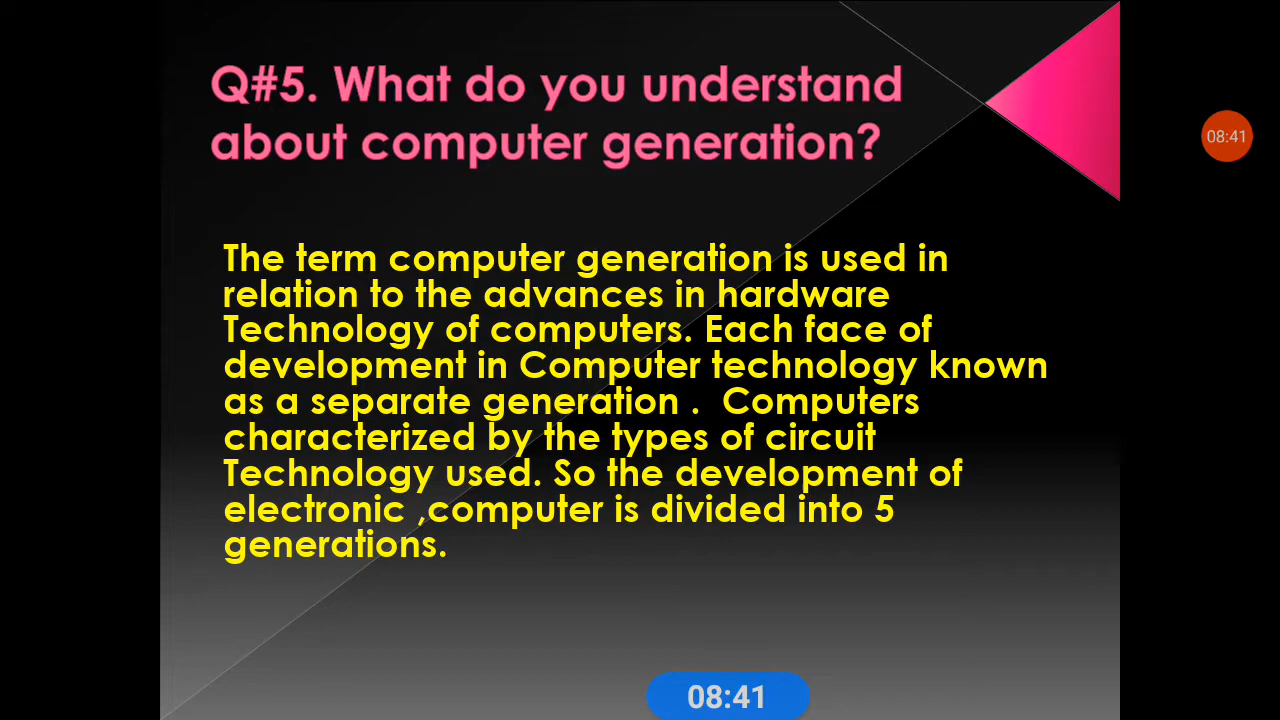 Q#5. What do you understand
about computer generation?
08:41
The term computer generation is used in
relation to the advances in hardware
Technology of computers. Each face of
development in Computer technology known
as a separate generation .  Computers
characterized by the types of circuit
Technology used. So the development of
electronic ,computer is divided into 5
generations.
08:41